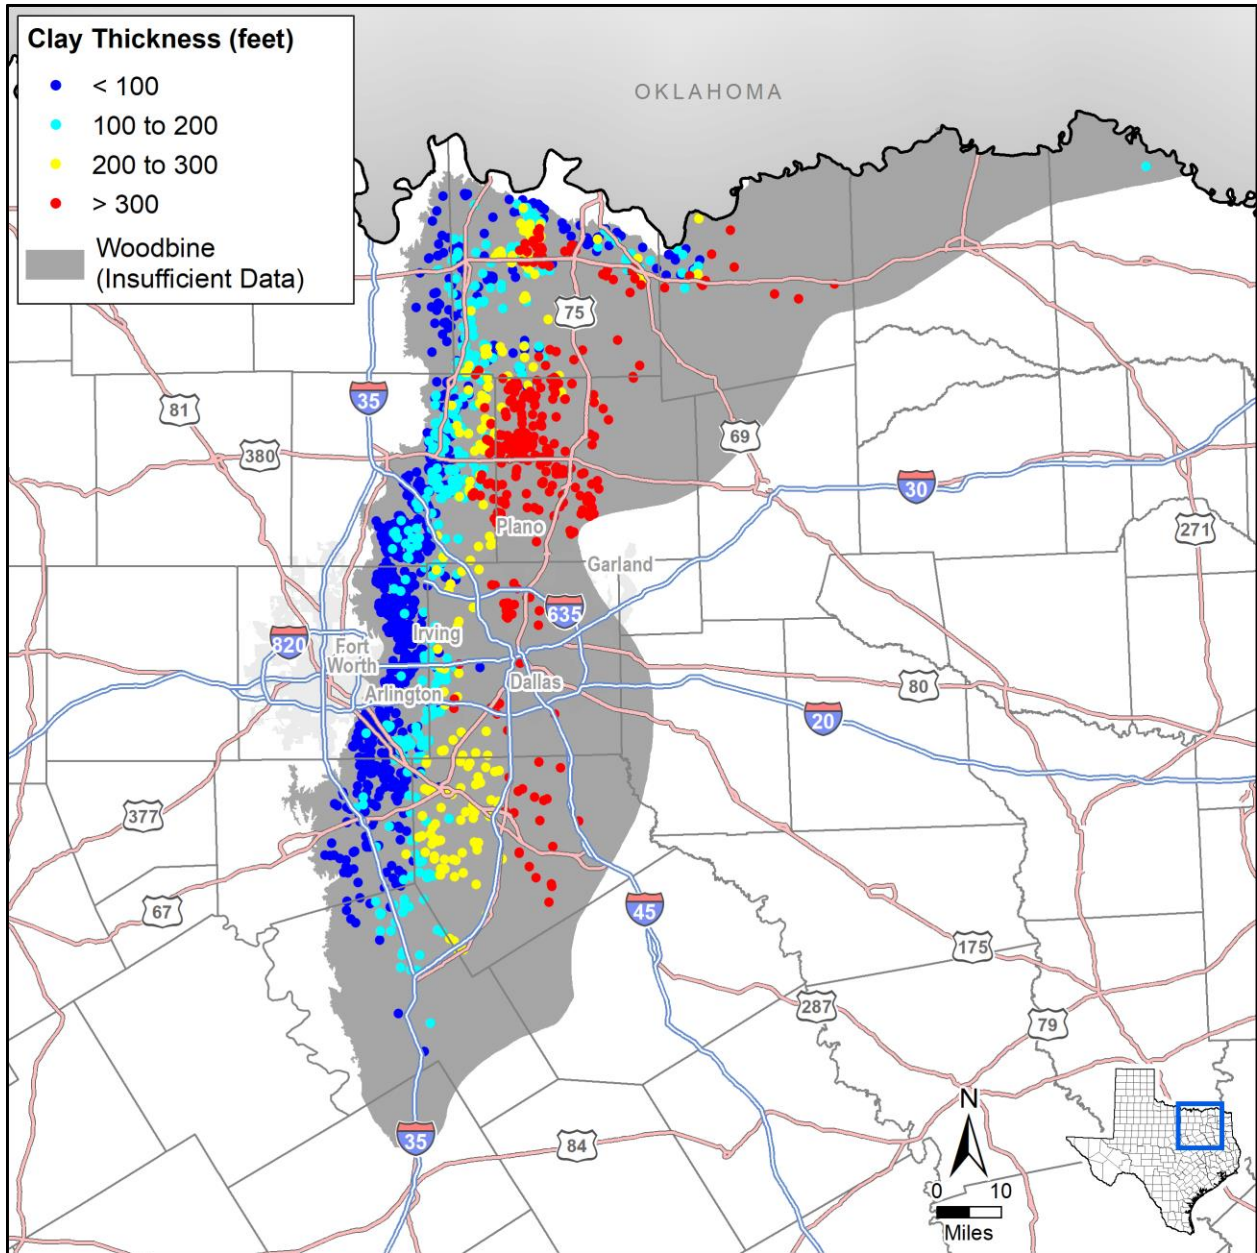 Clay Thickness (feet)
< 100
100 to 200
200 to 300
> 300
Woodbine
(Insufficient Data)
OKLAHOMA
75
35
81
380
69
30
271
Plano
Garland
635
820
Irving
Fort
Worth
Arlington
Dallas
80
20
377
67
45
175
287
79
35
84
N
0 10
Miles